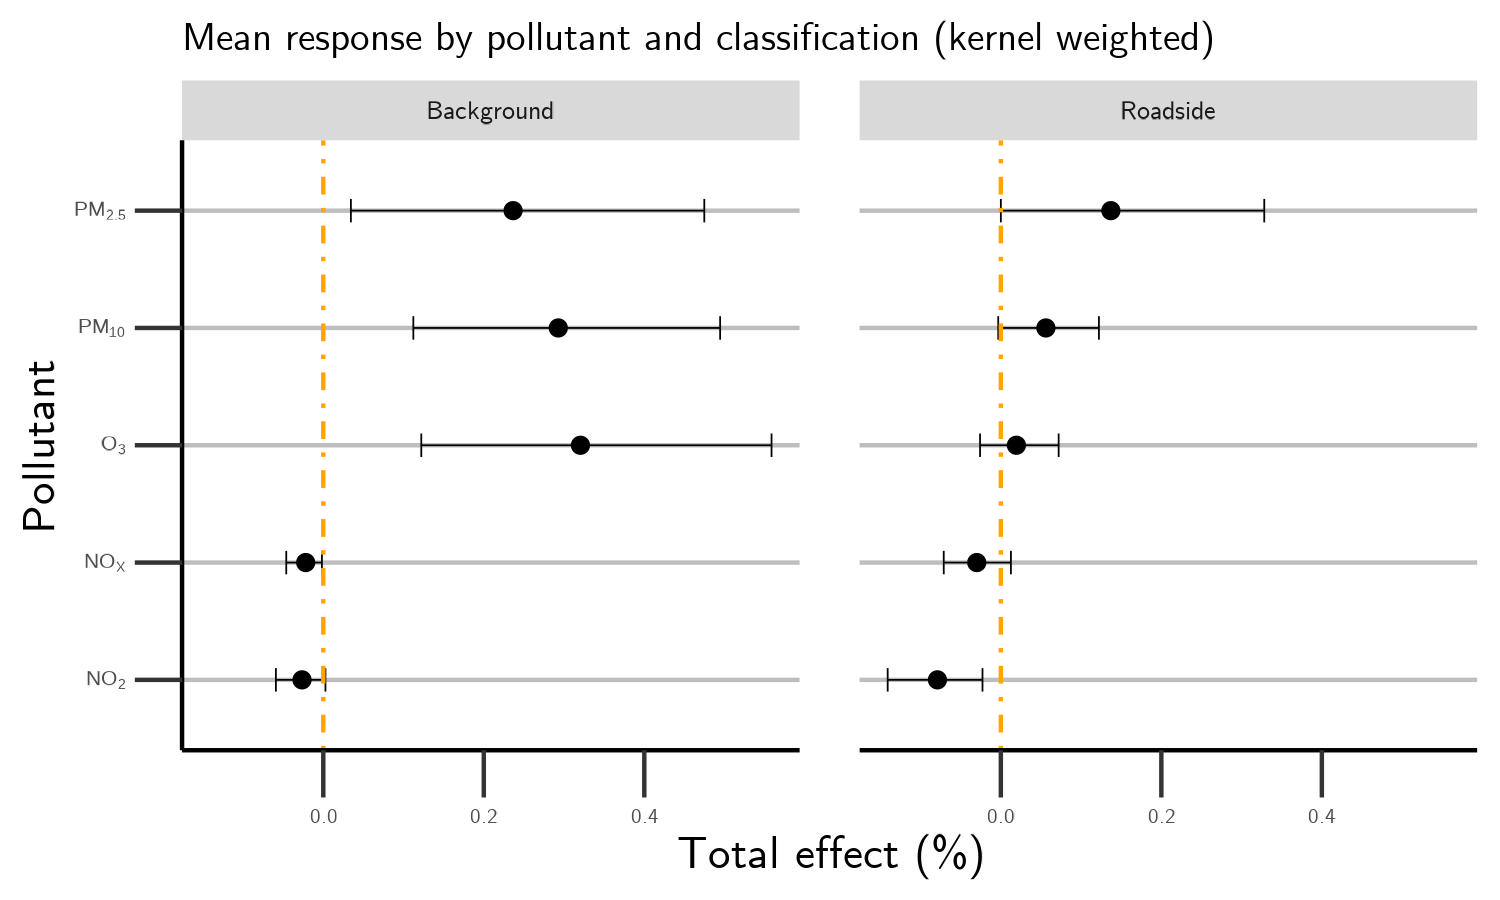 Mean response by pollutant and classification (kernel weighted)
Background
Roadside
PM₂.₅
PM₁₀
O₃
NOₓ
NO₂
Pollutant
0.0 0.2 0.4
0.0 0.2 0.4
Total effect (%)